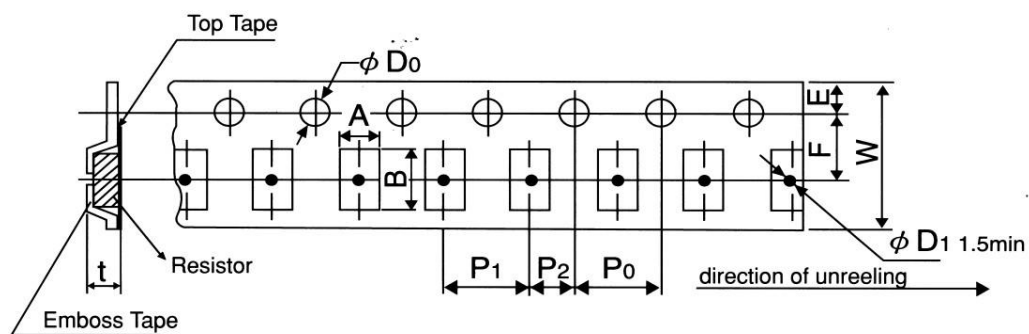 Top Tape
φ D0
E
A
F
W
B
φ D1 1.5min
t
Resistor
P1
P2
P0
direction of unreeling
Emboss Tape